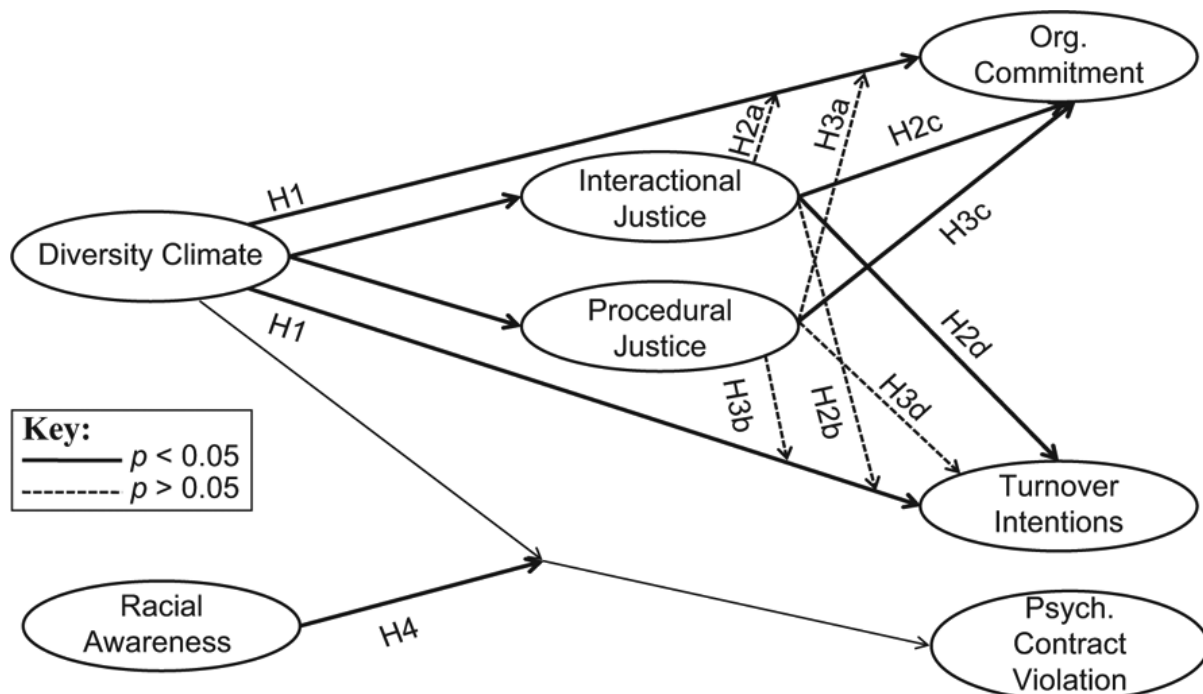 Org.
Commitment
H2a
H3a
H2c
Interactional
Justice
H1
H3c
Diversity Climate
Procedural
Justice
H1
H2d
H3b
H2b
H3d
Key:
p < 0.05
p > 0.05
Turnover
Intentions
Racial
Awareness
H4
Psych.
Contract
Violation